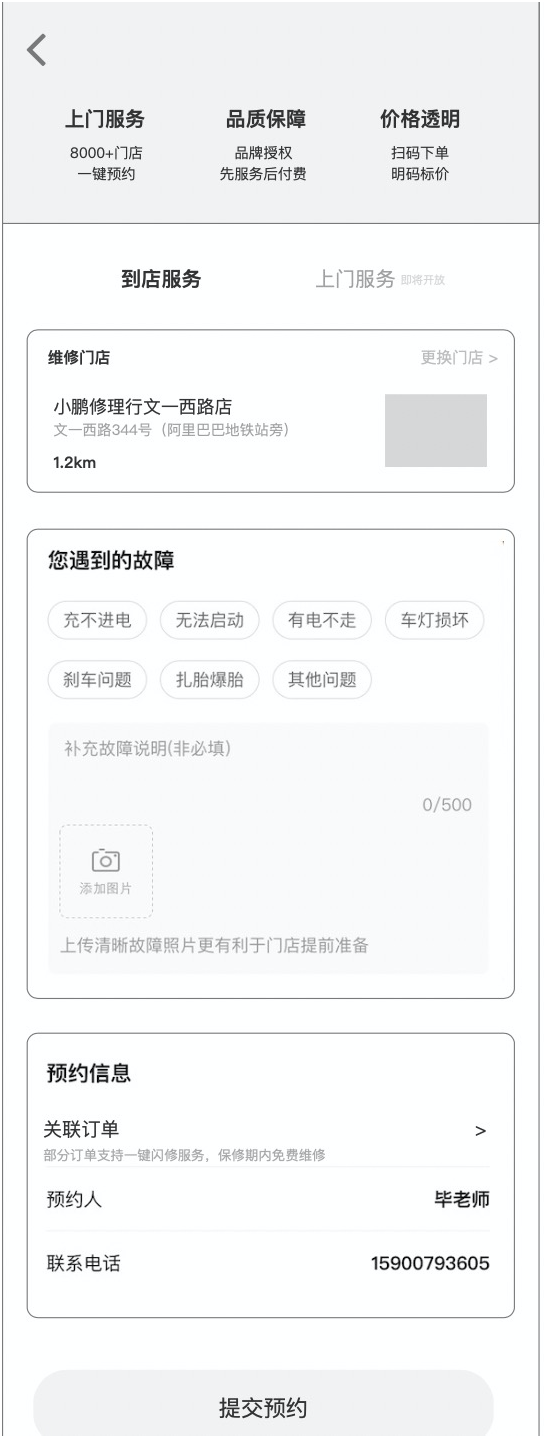 上门服务 品质保障 价格透明
8000+门店 品牌授权 扫码下单
一键预约 先服务后付费 明码标价
到店服务 上门服务 即将开放
维修门店 更换门店 >
小鹏修理行文一西路店
文一西路344号（阿里巴巴地铁站旁）
1.2km
您遇到的故障
充不进电 无法启动 有电不走 车灯损坏
刹车问题 扎胎爆胎 其他问题
补充故障说明(非必填)
0/500
添加图片
上传清晰故障照片更有利于门店提前准备
预约信息
关联订单 >
部分订单支持一键闪修服务，保修期内免费维修
预约人 毕老师
联系电话 15900793605
提交预约